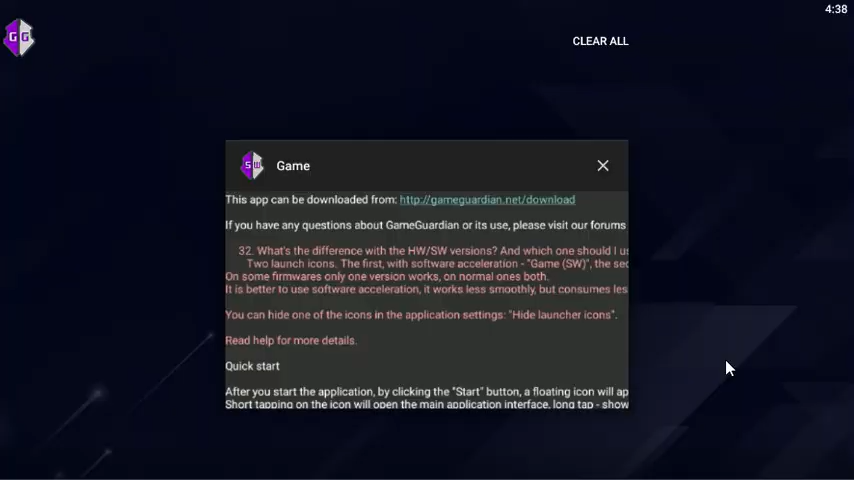 4:38
GG
CLEAR ALL
SW
Game
This app can be downloaded from: http://gameguardian.net/download
If you have any questions about GameGuardian or its use, please visit our forums
32. What's the difference with the HW/SW versions? And which one should I us
Two launch icons. The first, with software acceleration - "Game (SW)", the sec
On some firmwares only one version works, on normal ones both.
It is better to use software acceleration, it works less smoothly, but consumes les
You can hide one of the icons in the application settings: "Hide launcher icons".
Read help for more details.
Quick start
After you start the application, by clicking the "Start" button, a floating icon will ap
Short tapping on the icon will open the main application interface, long tap - show